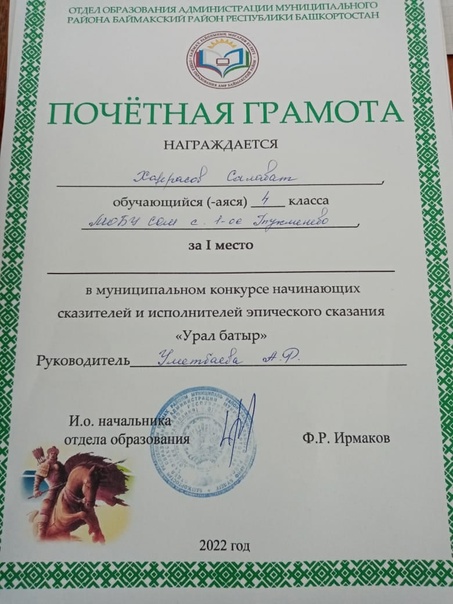 ОТДЕЛ ОБРАЗОВАНИЯ АДМИНИСТРАЦИИ МУНИЦИПАЛЬНОГО
РАЙОНА БАЙМАКСКИЙ РАЙОН РЕСПУБЛИКИ БАШКОРТОСТАН
ПОЧЁТНАЯ ГРАМОТА
НАГРАЖДАЕТСЯ
Харрасов Салават
обучающийся (-аяся) 4 класса
МОБУ СОШ с. 1-ое Туркменево
за I место
в муниципальном конкурсе начинающих
сказителей и исполнителей эпического сказания
«Урал батыр»
Руководитель Уметбаева А.Ф.
И.о. начальника
отдела образования Ф.Р. Ирмаков
2022 год